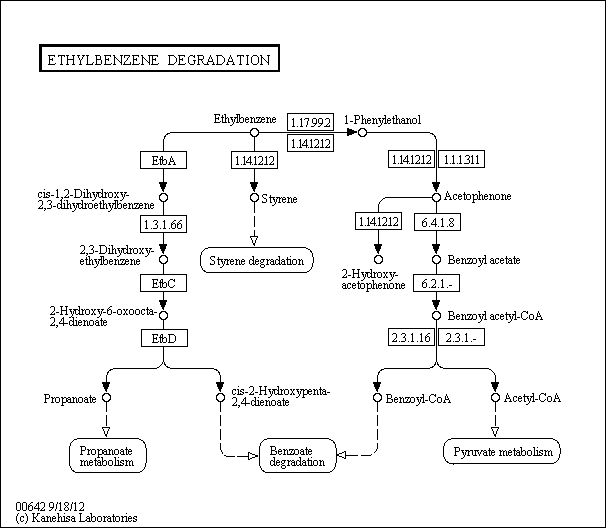 ETHYLBENZENE DEGRADATION
Ethylbenzene
1.17.99.2
1-Phenylethanol
1.14.12.12
EtbA
1.14.12.12
1.14.12.12
1.1.1.311
cis-1,2-Dihydroxy-
2,3-dihydroethylbenzene
Styrene
Acetophenone
1.3.1.66
1.14.12.12
6.4.1.8
2,3-Dihydroxy-
ethylbenzene
Styrene degradation
2-Hydroxy-
acetophenone
Benzoyl acetate
EtbC
6.2.1.-
2-Hydroxy-6-oxoocta-
2,4-dienoate
Benzoyl acetyl-CoA
EtbD
2.3.1.16
2.3.1.-
Propanoate
cis-2-Hydroxypenta-
2,4-dienoate
Benzoyl-CoA
Acetyl-CoA
Propanoate
metabolism
Benzoate
degradation
Pyruvate metabolism
00642 9/18/12
(c) Kanehisa Laboratories